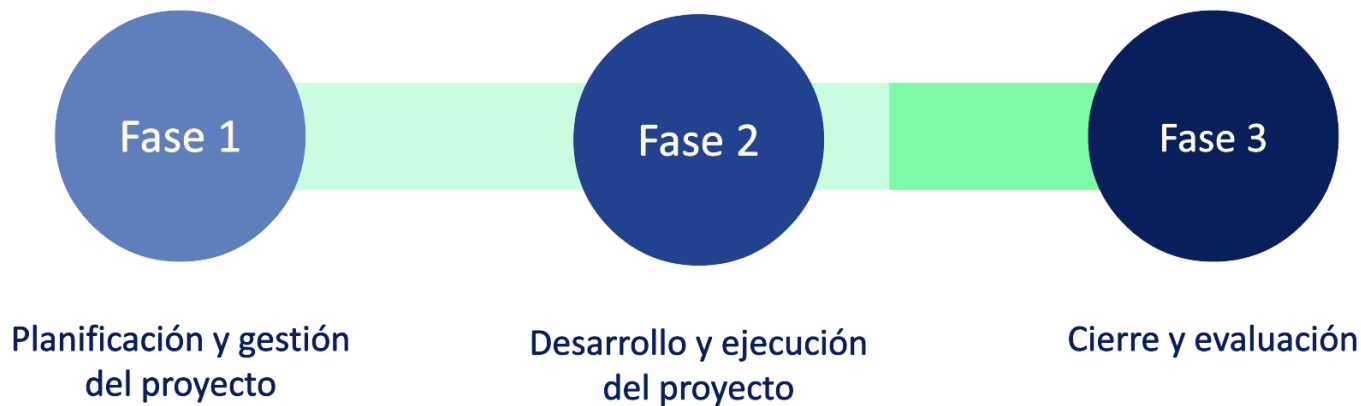 Fase 1
Fase 2
Fase 3
Planificación y gestión
del proyecto
Desarrollo y ejecución
del proyecto
Cierre y evaluación